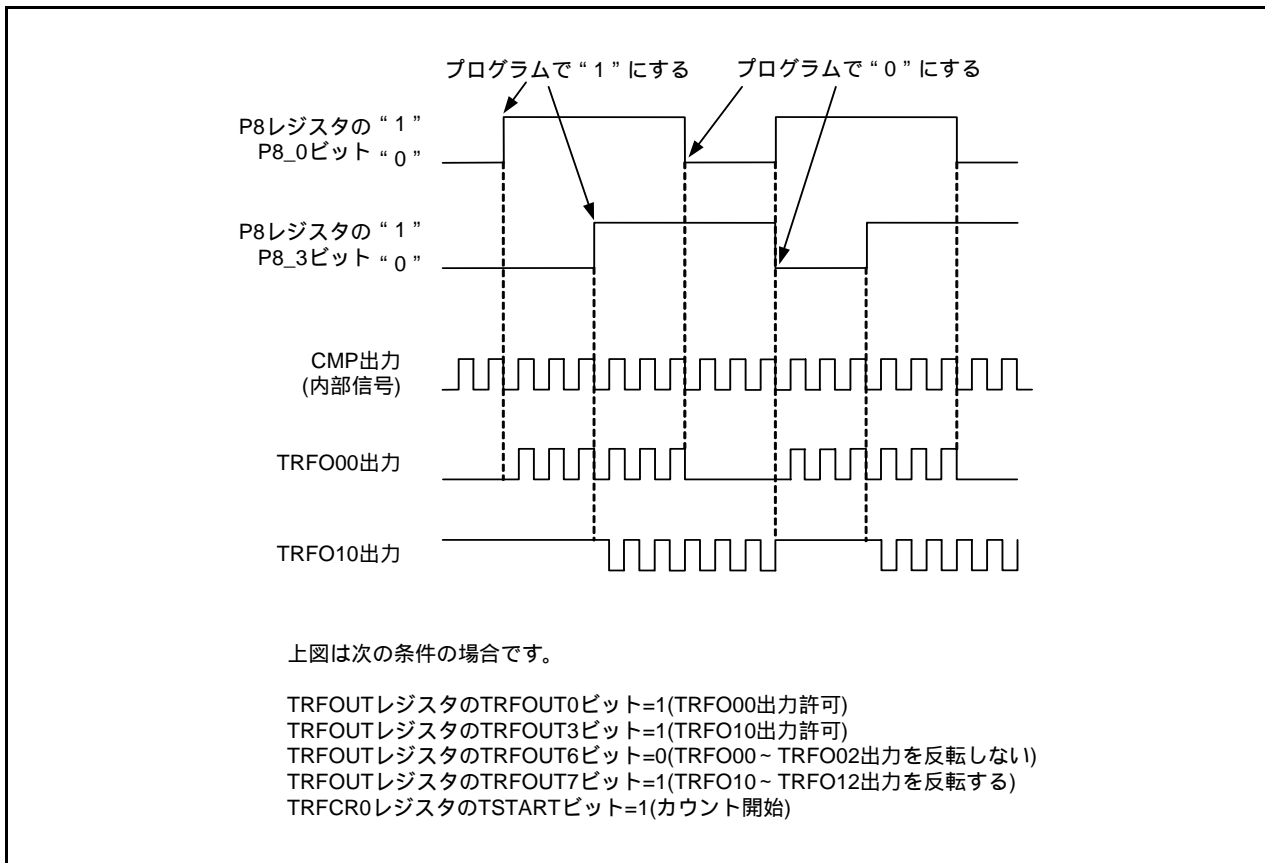 プログラムで“1”にする プログラムで“0”にする
P8レジスタの “1”
P8_0ビット “0”
P8レジスタの “1”
P8_3ビット “0”
CMP出力
(内部信号)
TRFO00出力
TRFO10出力
上図は次の条件の場合です。
TRFOUTレジスタのTRFOUT0ビット=1(TRFO00出力許可)
TRFOUTレジスタのTRFOUT3ビット=1(TRFO10出力許可)
TRFOUTレジスタのTRFOUT6ビット=0(TRFO00~TRFO02出力を反転しない)
TRFOUTレジスタのTRFOUT7ビット=1(TRFO10~TRFO12出力を反転する)
TRFCR0レジスタのTSTARTビット=1(カウント開始)